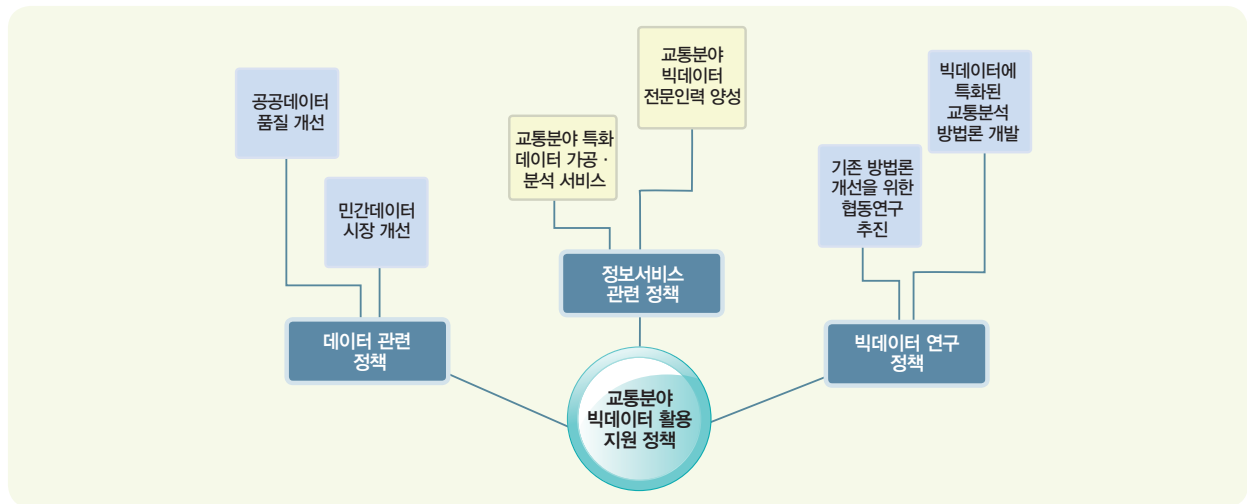 공공데이터
품질 개선
민간데이터
시장 개선
데이터 관련
정책
교통분야 특화
데이터 가공 ·
분석 서비스
교통분야
빅데이터
전문인력 양성
정보서비스
관련 정책
기존 방법론
개선을 위한
협동연구
추진
빅데이터에
특화된
교통분석
방법론 개발
빅데이터 연구
정책
교통분야
빅데이터 활용
지원 정책